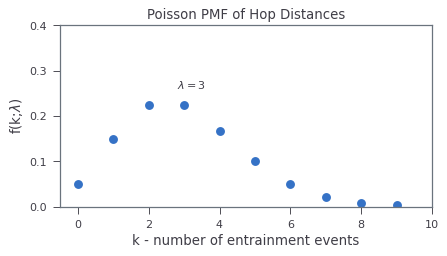 Poisson PMF of Hop Distances
0.4
0.3
0.2
0.1
0.0
f(k;λ)
λ = 3
0 2 4 6 8 10
k - number of entrainment events